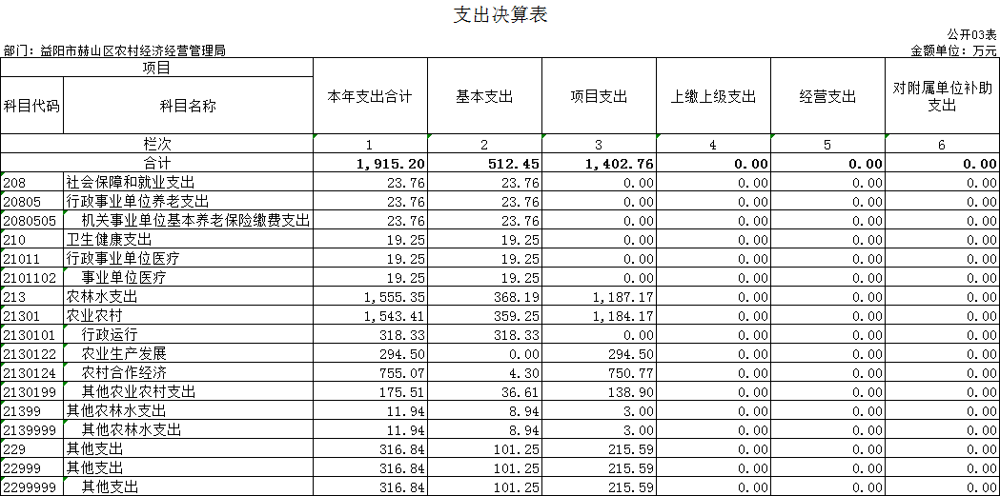 支出决算表
公开03表
部门：益阳市赫山区农村经济经营管理局 金额单位：万元
项目 本年支出合计 基本支出 项目支出 上缴上级支出 经营支出 对附属单位补助支出
科目代码 科目名称
栏次 1 2 3 4 5 6
合计 1,915.20 512.45 1,402.76 0.00 0.00 0.00
208 社会保障和就业支出 23.76 23.76 0.00 0.00 0.00 0.00
20805 行政事业单位养老支出 23.76 23.76 0.00 0.00 0.00 0.00
2080505 机关事业单位基本养老保险缴费支出 23.76 23.76 0.00 0.00 0.00 0.00
210 卫生健康支出 19.25 19.25 0.00 0.00 0.00 0.00
21011 行政事业单位医疗 19.25 19.25 0.00 0.00 0.00 0.00
2101102 事业单位医疗 19.25 19.25 0.00 0.00 0.00 0.00
213 农林水支出 1,555.35 368.19 1,187.17 0.00 0.00 0.00
21301 农业农村 1,543.41 359.25 1,184.17 0.00 0.00 0.00
2130101 行政运行 318.33 318.33 0.00 0.00 0.00 0.00
2130122 农业生产发展 294.50 0.00 294.50 0.00 0.00 0.00
2130124 农村合作经济 755.07 4.30 750.77 0.00 0.00 0.00
2130199 其他农业农村支出 175.51 36.61 138.90 0.00 0.00 0.00
21399 其他农林水支出 11.94 8.94 3.00 0.00 0.00 0.00
2139999 其他农林水支出 11.94 8.94 3.00 0.00 0.00 0.00
229 其他支出 316.84 101.25 215.59 0.00 0.00 0.00
22999 其他支出 316.84 101.25 215.59 0.00 0.00 0.00
2299999 其他支出 316.84 101.25 215.59 0.00 0.00 0.00